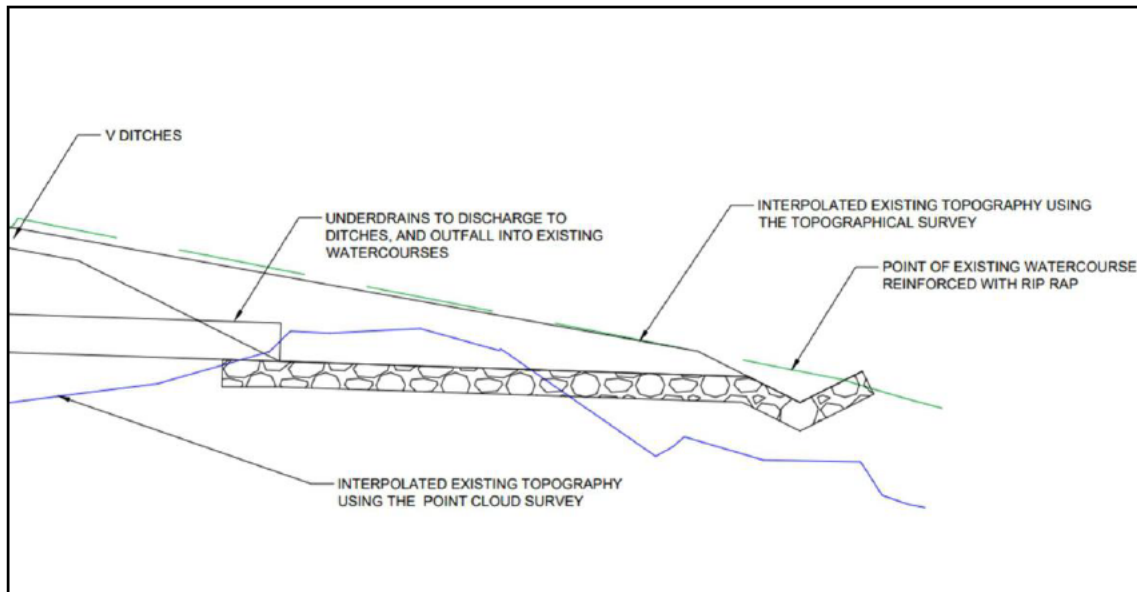 V DITCHES
UNDERDRAINS TO DISCHARGE TO
DITCHES, AND OUTFALL INTO EXISTING
WATERCOURSES
INTERPOLATED EXISTING TOPOGRAPHY USING
THE TOPOGRAPHICAL SURVEY
POINT OF EXISTING WATERCOURSE
REINFORCED WITH RIP RAP
INTERPOLATED EXISTING TOPOGRAPHY
USING THE POINT CLOUD SURVEY